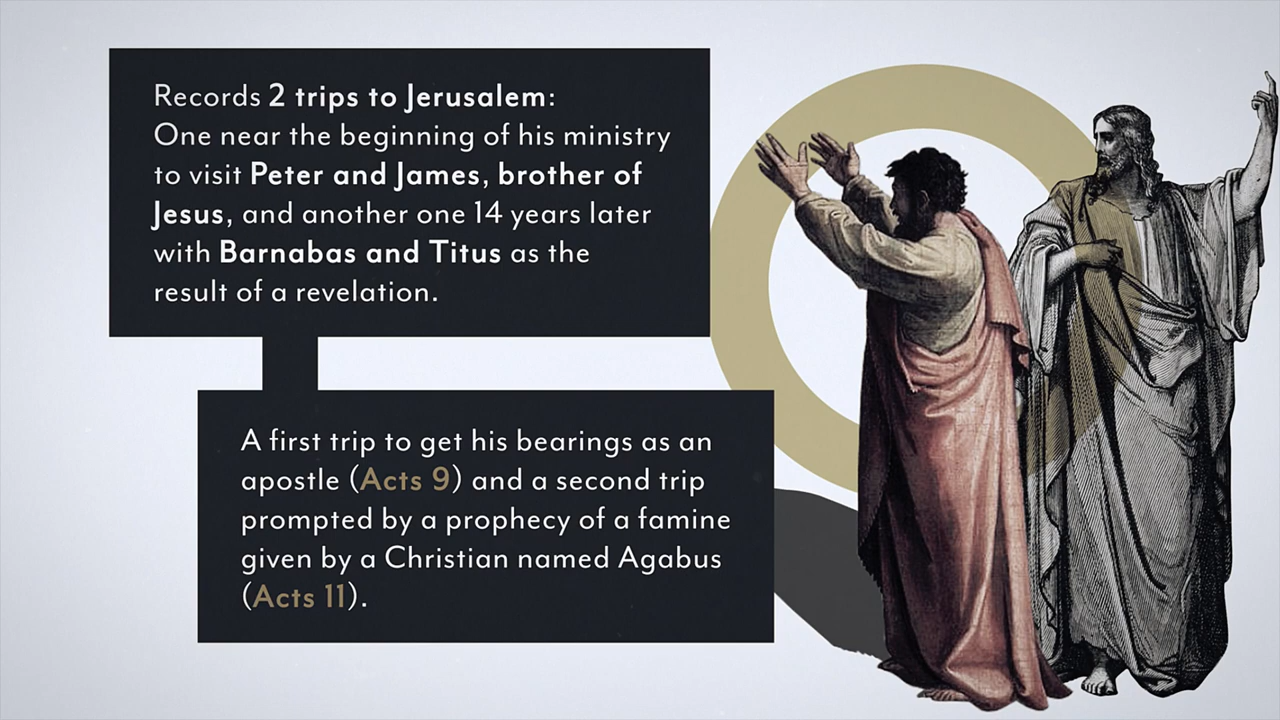 Records 2 trips to Jerusalem:
One near the beginning of his ministry
to visit Peter and James, brother of
Jesus, and another one 14 years later
with Barnabas and Titus as the
result of a revelation.
A first trip to get his bearings as an
apostle (Acts 9) and a second trip
prompted by a prophecy of a famine
given by a Christian named Agabus
(Acts 11).